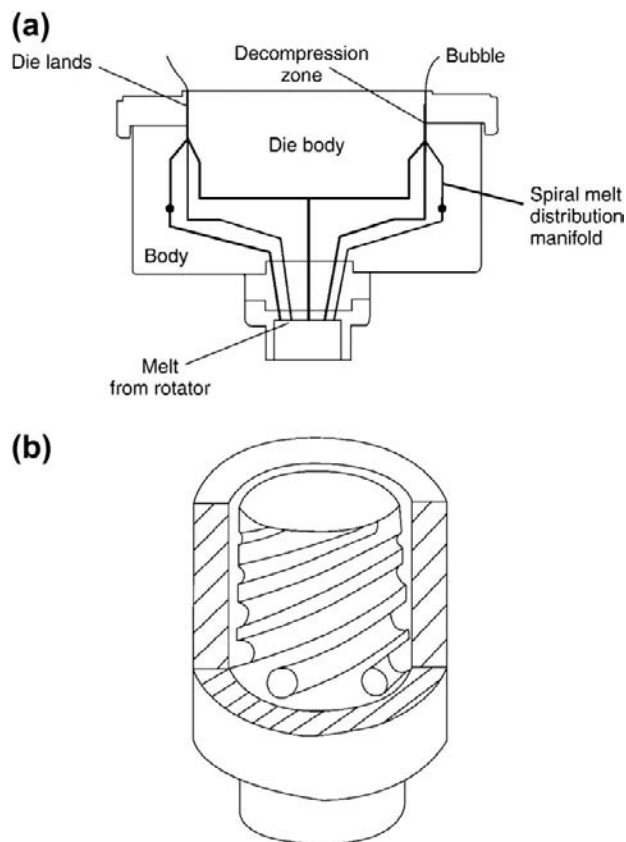 (a)
Die lands
Decompression
zone
Bubble
Die body
Spiral melt
distribution
manifold
Body
Melt
from rotator
(b)